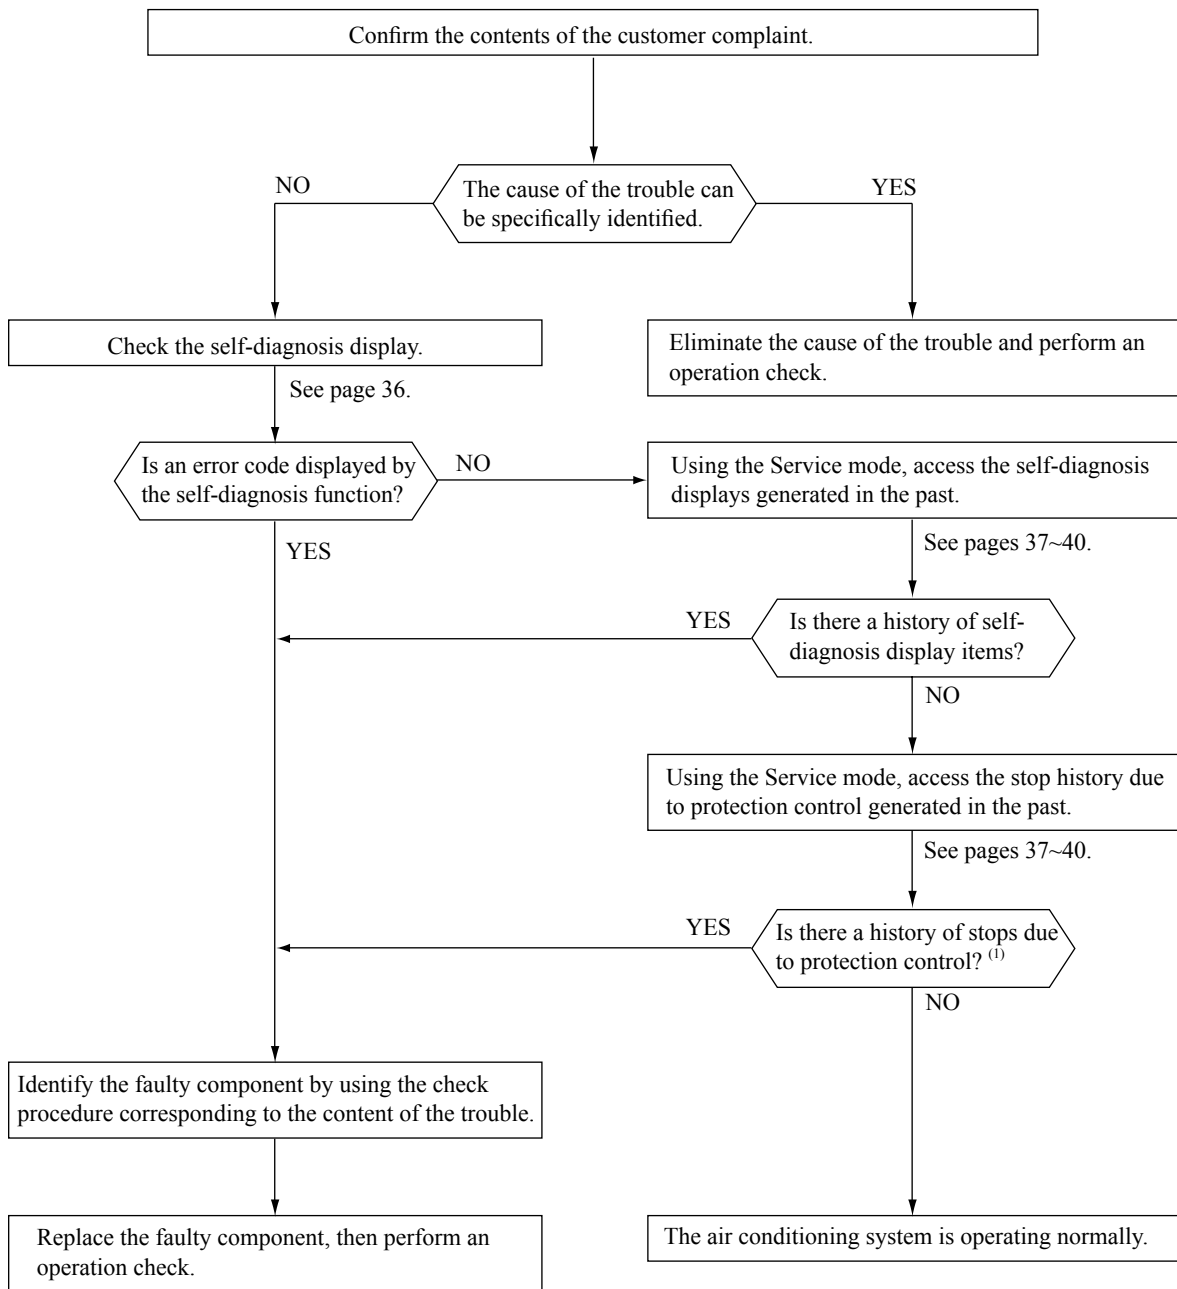 Confirm the contents of the customer complaint.
NO
The cause of the trouble can
be specifically identified.
YES
Check the self-diagnosis display.
Eliminate the cause of the trouble and perform an
operation check.
See page 36.
Is an error code displayed by
the self-diagnosis function?
NO
Using the Service mode, access the self-diagnosis
displays generated in the past.
YES
See pages 37~40.
YES
Is there a history of self-
diagnosis display items?
NO
Using the Service mode, access the stop history due
to protection control generated in the past.
See pages 37~40.
YES
Is there a history of stops due
to protection control? (1)
NO
Identify the faulty component by using the check
procedure corresponding to the content of the trouble.
Replace the faulty component, then perform an
operation check.
The air conditioning system is operating normally.